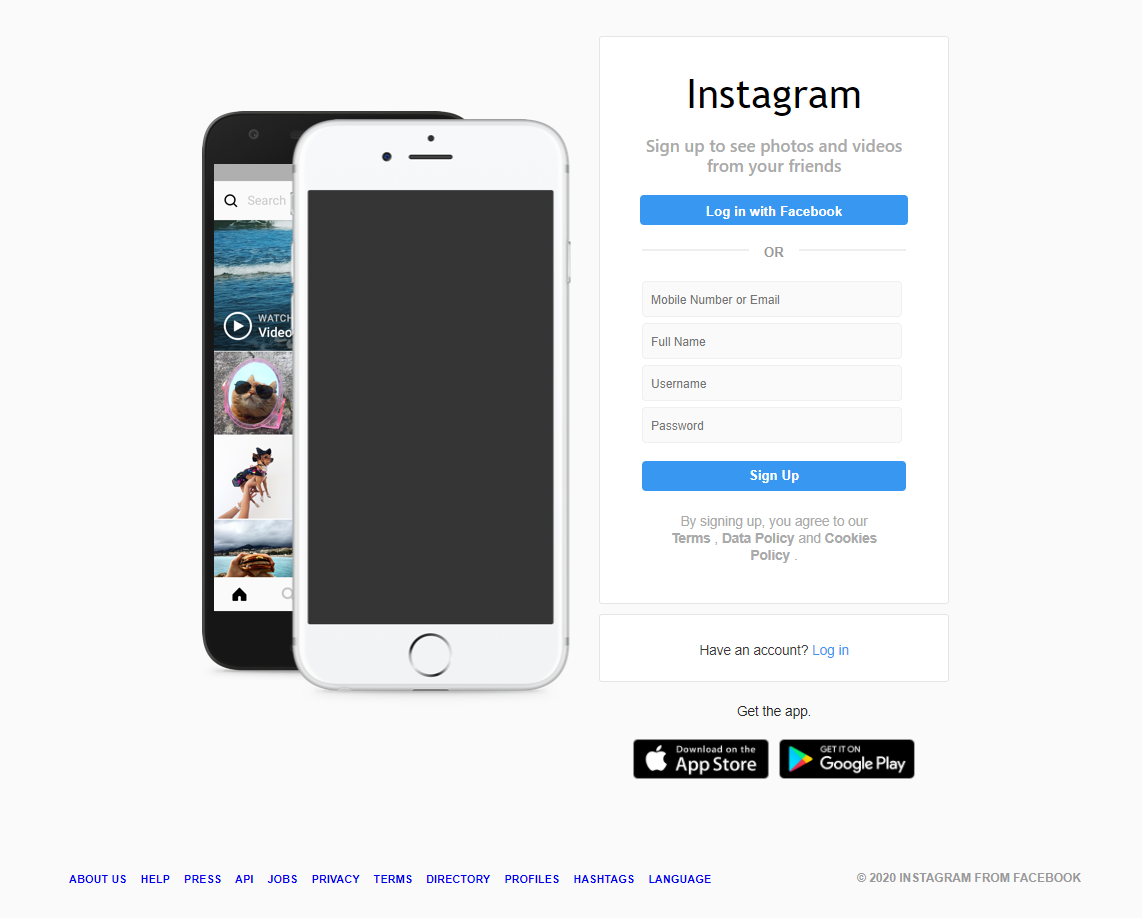 Instagram
Sign up to see photos and videos
from your friends
Log in with Facebook
OR
Mobile Number or Email
Full Name
Username
Password
Sign Up
By signing up, you agree to our
Terms , Data Policy and Cookies
Policy .
Have an account? Log in
Get the app.
Download on the
App Store
GET IT ON
Google Play
Search
WATCH
Video
ABOUT US HELP PRESS API JOBS PRIVACY TERMS DIRECTORY PROFILES HASHTAGS LANGUAGE
© 2020 INSTAGRAM FROM FACEBOOK